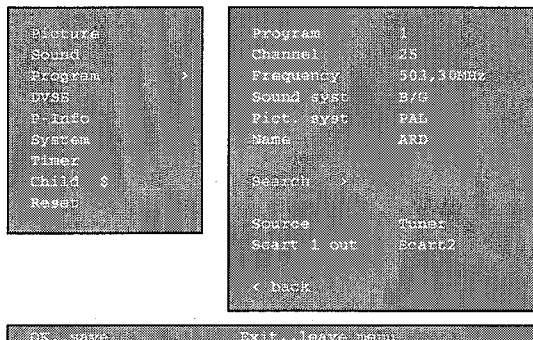 Picture
Sound
Program >
DVSS
P-Info
System
Timer
Child $
Reset
Program 1
Channel 25
Frequency 503,30MHz
Sound syst B/G
Pict. syst PAL
Name ARD
Search >
Source Tuner
Scart 1 out Scart2
< back
OK..save Exit..leave menu